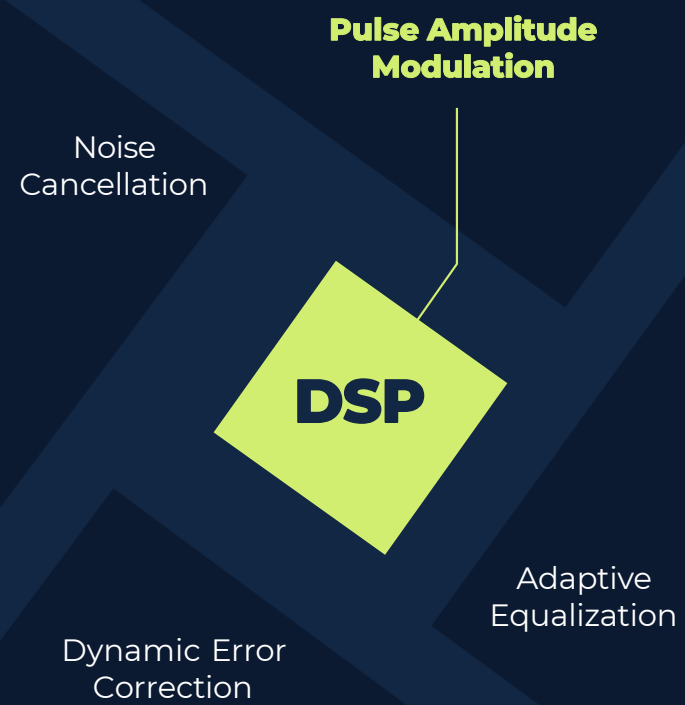 Pulse Amplitude
Modulation
Noise
Cancellation
DSP
Adaptive
Equalization
Dynamic Error
Correction